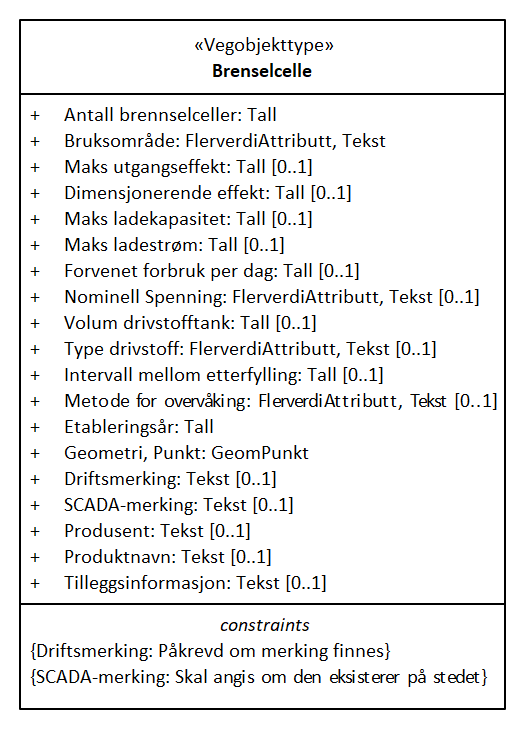 «Vegobjekttype»
Brenselcelle
+ Antall brennselceller: Tall
+ Bruksområde: FlerverdiAttributt, Tekst
+ Maks utgangseffekt: Tall [0..1]
+ Dimensjonerende effekt: Tall [0..1]
+ Maks ladekapasitet: Tall [0..1]
+ Maks ladestrøm: Tall [0..1]
+ Forvenet forbruk per dag: Tall [0..1]
+ Nominell Spenning: FlerverdiAttributt, Tekst [0..1]
+ Volum drivstofftank: Tall [0..1]
+ Type drivstoff: FlerverdiAttributt, Tekst [0..1]
+ Intervall mellom etterfylling: Tall [0..1]
+ Metode for overvåking: FlerverdiAttributt, Tekst [0..1]
+ Etableringsår: Tall
+ Geometri, Punkt: GeomPunkt
+ Driftsmerking: Tekst [0..1]
+ SCADA-merking: Tekst [0..1]
+ Produsent: Tekst [0..1]
+ Produktnavn: Tekst [0..1]
+ Tilleggsinformasjon: Tekst [0..1]
constraints
{Driftsmerking: Påkrevd om merking finnes}
{SCADA-merking: Skal angis om den eksisterer på stedet}